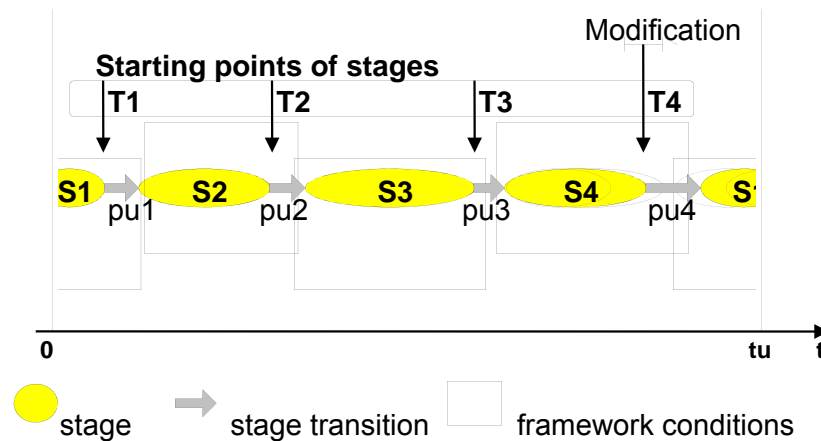 Modification
Starting points of stages
T1 T2 T3 T4
S1 S2 S3 S4 S1
pu1 pu2 pu3 pu4
0 tu t
stage stage transition framework conditions